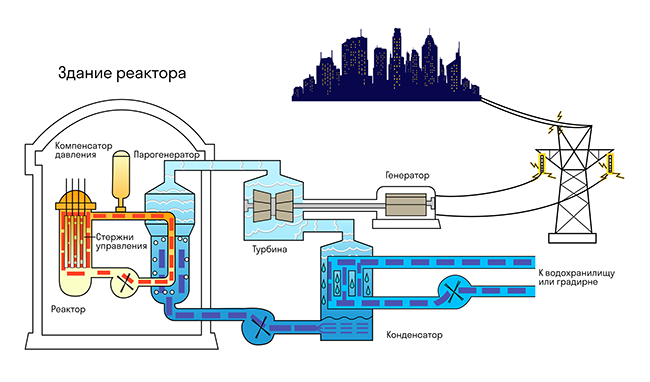 Здание реактора
Компенсатор
давления
Парогенератор
Генератор
Стержни
управления
Турбина
К водохранилищу
или градирне
Реактор
Конденсатор